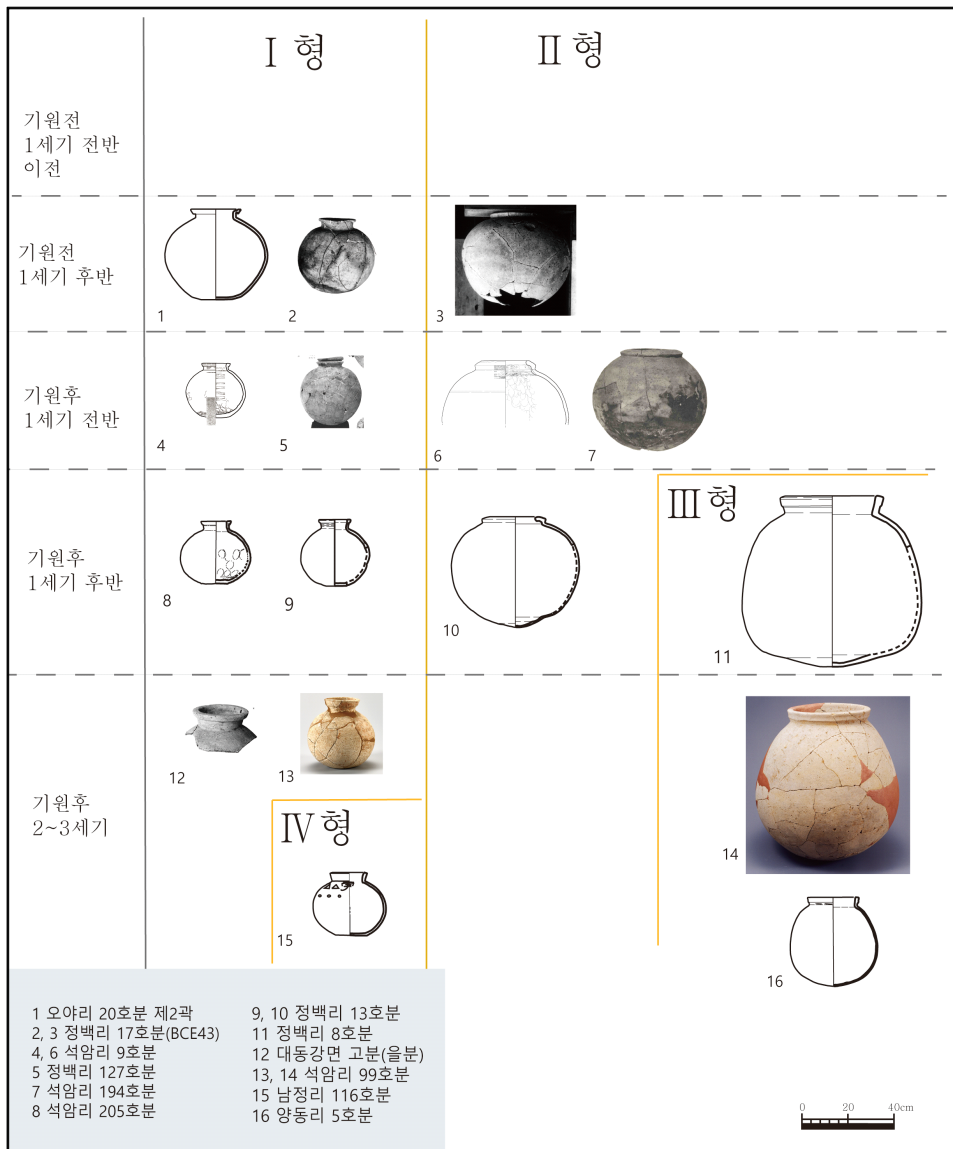 I 형
II 형
기원전
1세기 전반
이전
기원전
1세기 후반
1
2
3
기원후
1세기 전반
4
5
6
7
III 형
기원후
1세기 후반
8
9
10
11
기원후
2~3세기
12
13
14
IV 형
15
16
1 오야리 20호분 제2곽
2, 3 정백리 17호분(BCE43)
4, 6 석암리 9호분
5 정백리 127호분
7 석암리 194호분
8 석암리 205호분
9, 10 정백리 13호분
11 정백리 8호분
12 대동강면 고분(을분)
13, 14 석암리 99호분
15 남정리 116호분
16 양동리 5호분
0 20 40cm